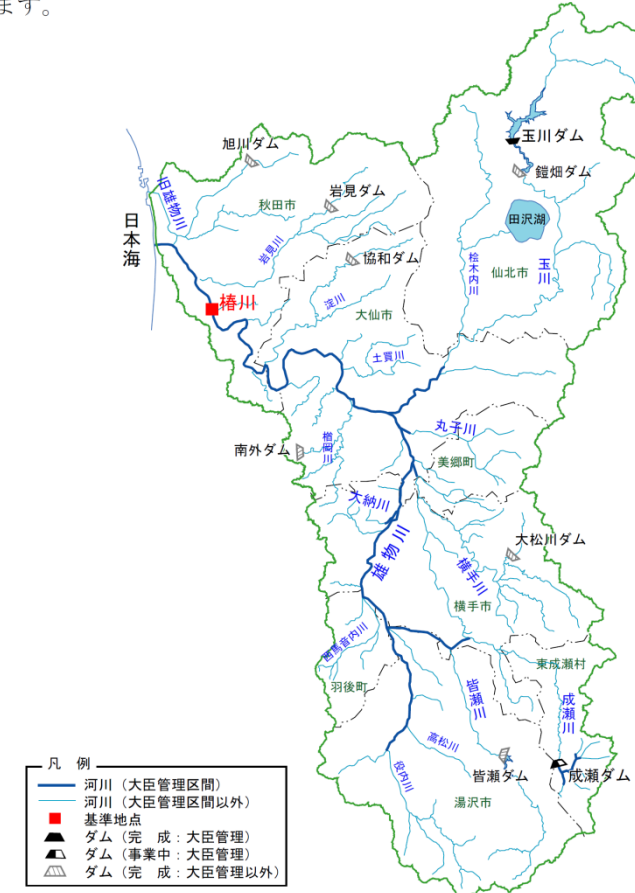 ます。
玉川ダム
旭川ダム
鎧畑ダム
岩見ダム
旧雄物川
秋田市
田沢湖
日本海
岩見川
協和ダム
桧木内川
仙北市
玉川
椿川
淀川
大仙市
土買川
丸子川
南外ダム
楢岡川
美郷町
大納川
雄物川
大松川ダム
横手川
横手市
西馬音内川
東成瀬村
羽後町
皆瀬川
成瀬川
高松川
役内川
皆瀬ダム
成瀬ダム
湯沢市
凡 例
河川（大臣管理区間）
河川（大臣管理区間以外）
基準地点
ダム（完 成：大臣管理）
ダム（事業中：大臣管理）
ダム（完 成：大臣管理以外）